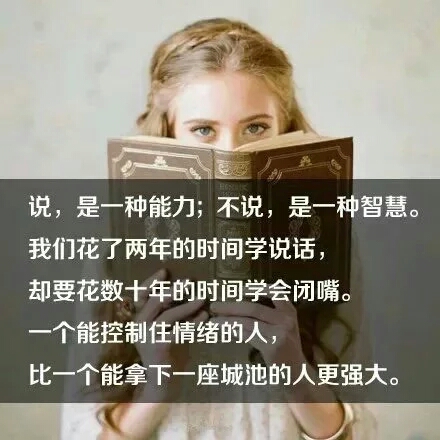 说，是一种能力；不说，是一种智慧。
我们花了两年的时间学说话，
却要花数十年的时间学会闭嘴。
一个能控制住情绪的人，
比一个能拿下一座城池的人更强大。